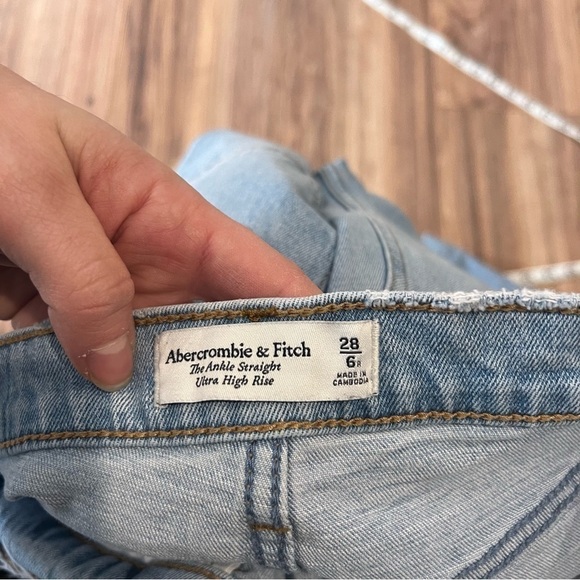 Abercrombie & Fitch
The Ankle Straight
Ultra High Rise
28
6R
MADE IN
CAMBODIA